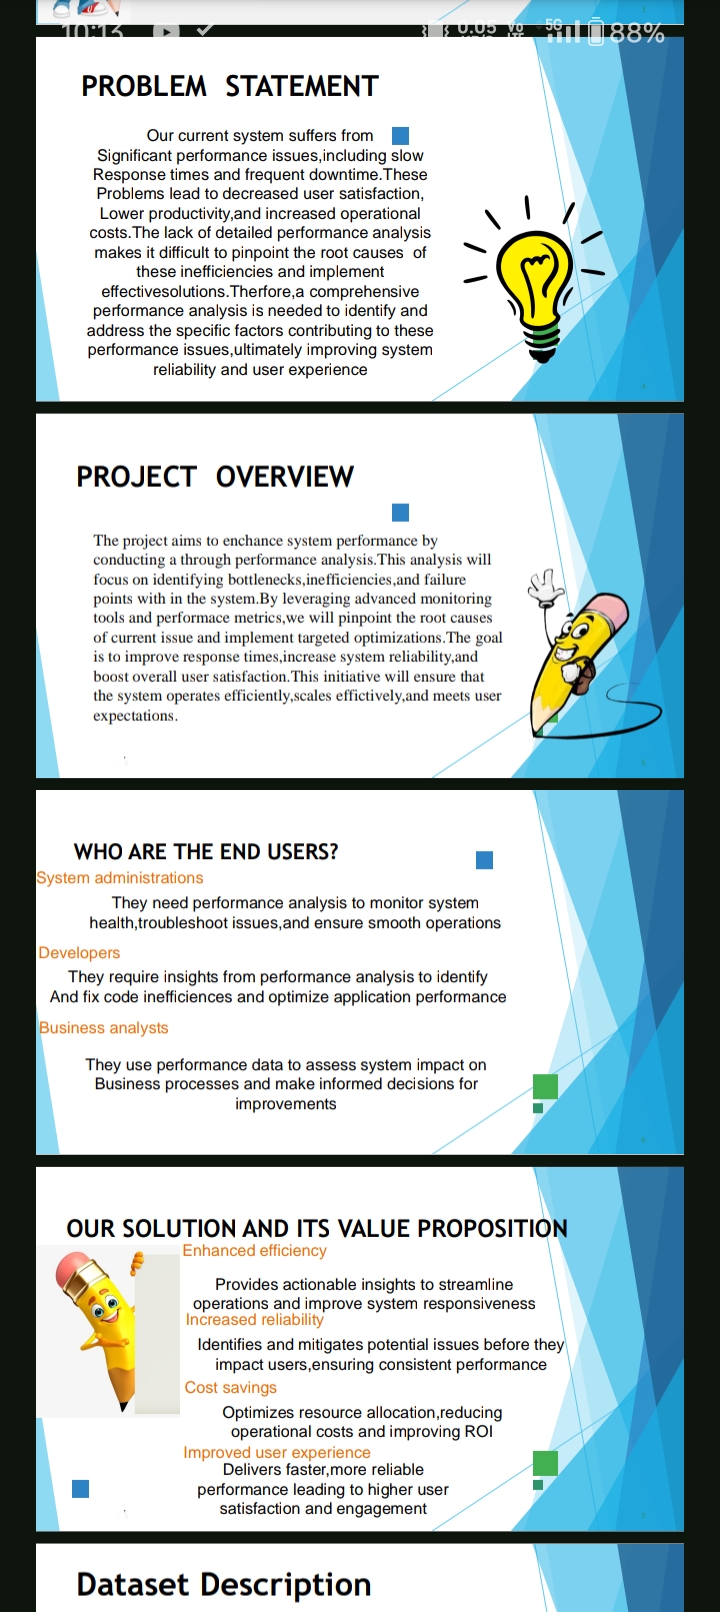 10:13 0.05 Vo 5G 88%
PROBLEM STATEMENT
Our current system suffers from
Significant performance issues,including slow
Response times and frequent downtime.These
Problems lead to decreased user satisfaction,
Lower productivity,and increased operational
costs.The lack of detailed performance analysis
makes it difficult to pinpoint the root causes of
these inefficiencies and implement
effectivesolutions.Therfore,a comprehensive
performance analysis is needed to identify and
address the specific factors contributing to these
performance issues,ultimately improving system
reliability and user experience
PROJECT OVERVIEW
The project aims to enchance system performance by
conducting a through performance analysis.This analysis will
focus on identifying bottlenecks,inefficiencies,and failure
points with in the system.By leveraging advanced monitoring
tools and performace metrics,we will pinpoint the root causes
of current issue and implement targeted optimizations.The goal
is to improve response times,increase system reliability,and
boost overall user satisfaction.This initiative will ensure that
the system operates efficiently,scales effictively,and meets user
expectations.
WHO ARE THE END USERS?
System administrations
They need performance analysis to monitor system
health,troubleshoot issues,and ensure smooth operations
Developers
They require insights from performance analysis to identify
And fix code inefficiences and optimize application performance
Business analysts
They use performance data to assess system impact on
Business processes and make informed decisions for
improvements
OUR SOLUTION AND ITS VALUE PROPOSITION
Enhanced efficiency
Provides actionable insights to streamline
operations and improve system responsiveness
Increased reliability
Identifies and mitigates potential issues before they
impact users,ensuring consistent performance
Cost savings
Optimizes resource allocation,reducing
operational costs and improving ROI
Improved user experience
Delivers faster,more reliable
performance leading to higher user
satisfaction and engagement
Dataset Description